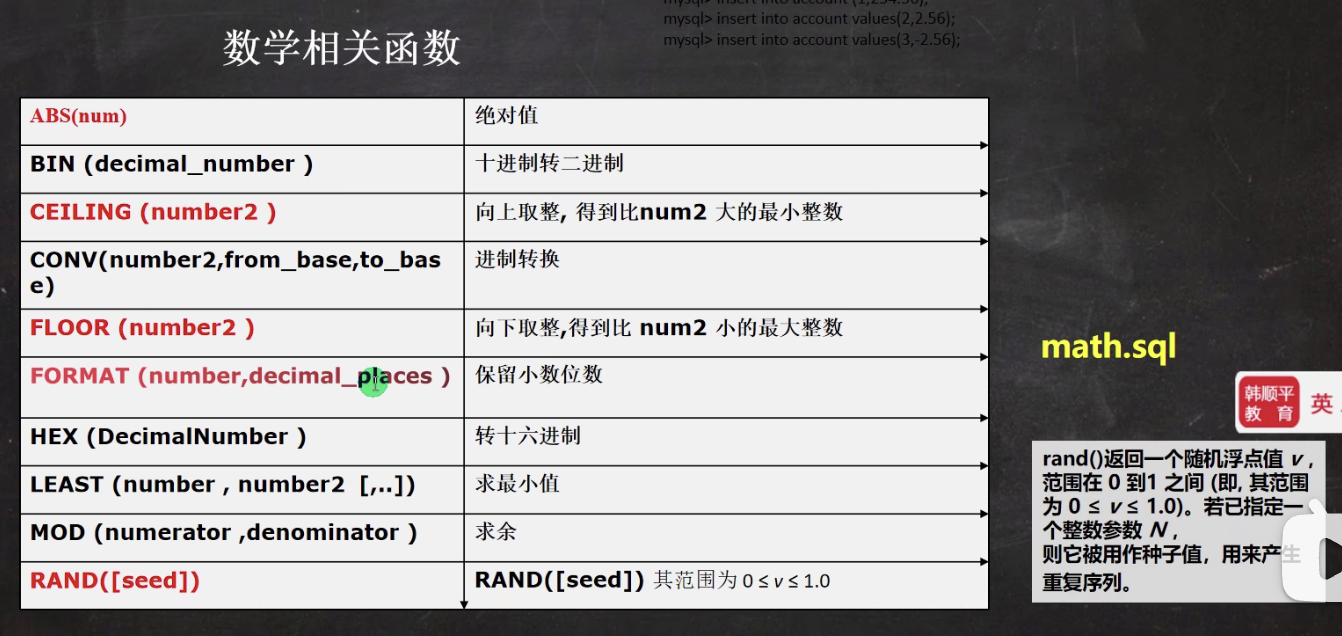 mysql> insert into account (1,234.56);
mysql> insert into account values(2,2.56);
mysql> insert into account values(3,-2.56);
数学相关函数
ABS(num) 绝对值
BIN (decimal_number ) 十进制转二进制
CEILING (number2 ) 向上取整, 得到比num2 大的最小整数
CONV(number2,from_base,to_bas 进制转换
e)
FLOOR (number2 ) 向下取整,得到比 num2 小的最大整数
FORMAT (number,decimal_places ) 保留小数位数
HEX (DecimalNumber ) 转十六进制
LEAST (number , number2 [,..]) 求最小值
MOD (numerator ,denominator ) 求余
RAND([seed]) RAND([seed]) 其范围为 0 ≤ v ≤ 1.0
math.sql
韩顺平
教 育
英
rand()返回一个随机浮点值 v ,
范围在 0 到1 之间 (即, 其范围
为 0 ≤ v ≤ 1.0)。若已指定一
个整数参数 N ,
则它被用作种子值，用来产生
重复序列。